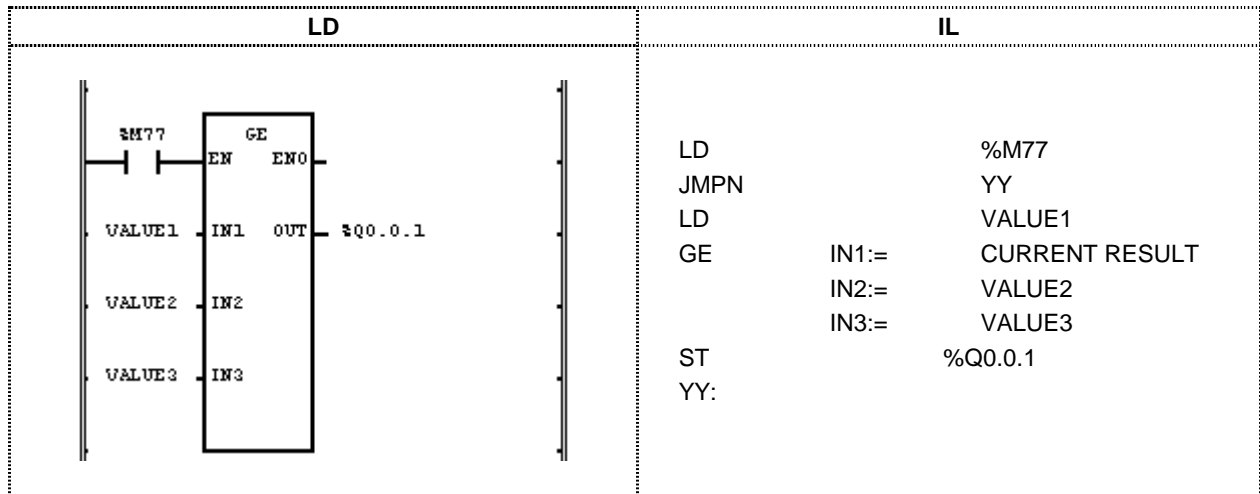 LD
IL
%M77
GE
EN ENO
VALUE1 IN1 OUT %Q0.0.1
VALUE2 IN2
VALUE3 IN3
LD %M77
JMPN YY
LD VALUE1
GE IN1:= CURRENT RESULT
IN2:= VALUE2
IN3:= VALUE3
ST %Q0.0.1
YY: